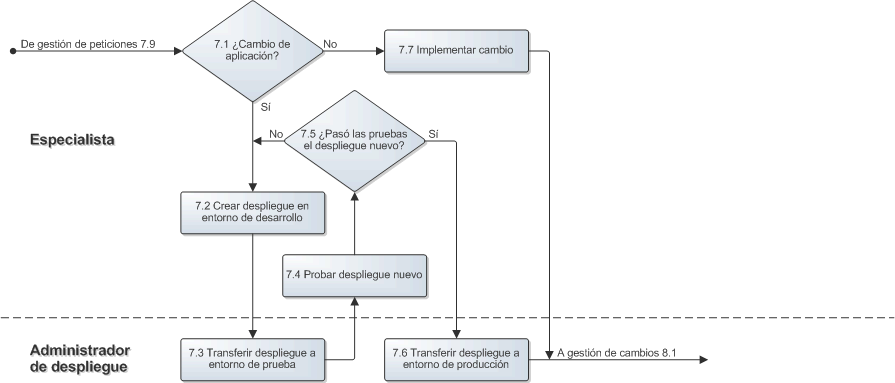 De gestión de peticiones 7.9
7.1 ¿Cambio de
aplicación?
No
7.7 Implementar cambio
Sí
Especialista
No
7.5 ¿Pasó las pruebas
el despliegue nuevo?
Sí
7.2 Crear despliegue en
entorno de desarrollo
7.4 Probar despliegue nuevo
Administrador
de despliegue
7.3 Transferir despliegue a
entorno de prueba
7.6 Transferir despliegue a
entorno de producción
A gestión de cambios 8.1